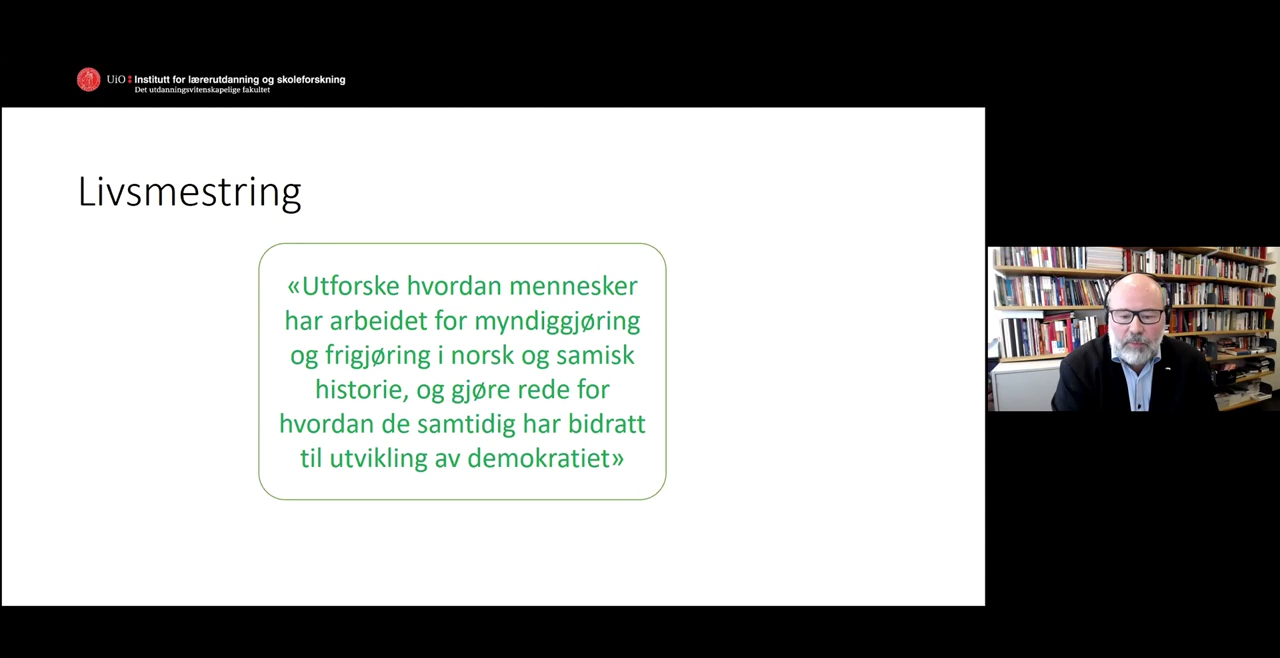 UiO Institutt for lærerutdanning og skoleforskning
Det utdanningsvitenskapelige fakultet
Livsmestring
«Utforske hvordan mennesker
har arbeidet for myndiggjøring
og frigjøring i norsk og samisk
historie, og gjøre rede for
hvordan de samtidig har bidratt
til utvikling av demokratiet»